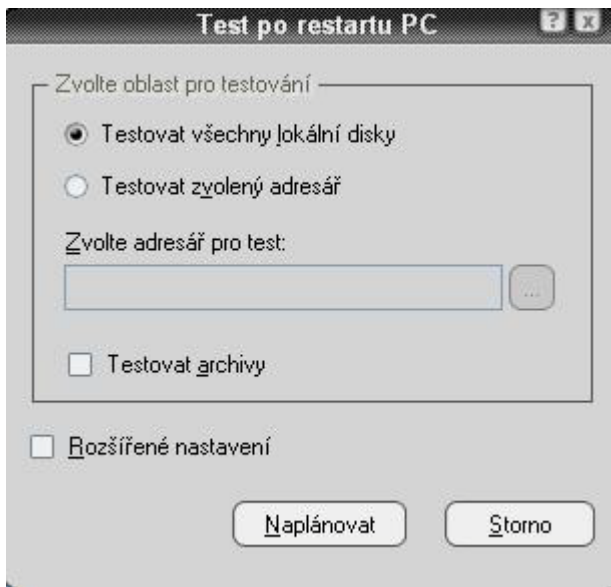 Test po restartu PC
Zvolte oblast pro testování
Testovat všechny lokální disky
Testovat zvolený adresář
Zvolte adresář pro test:
...
Testovat archivy
Rozšířené nastavení
Naplánovat Storno